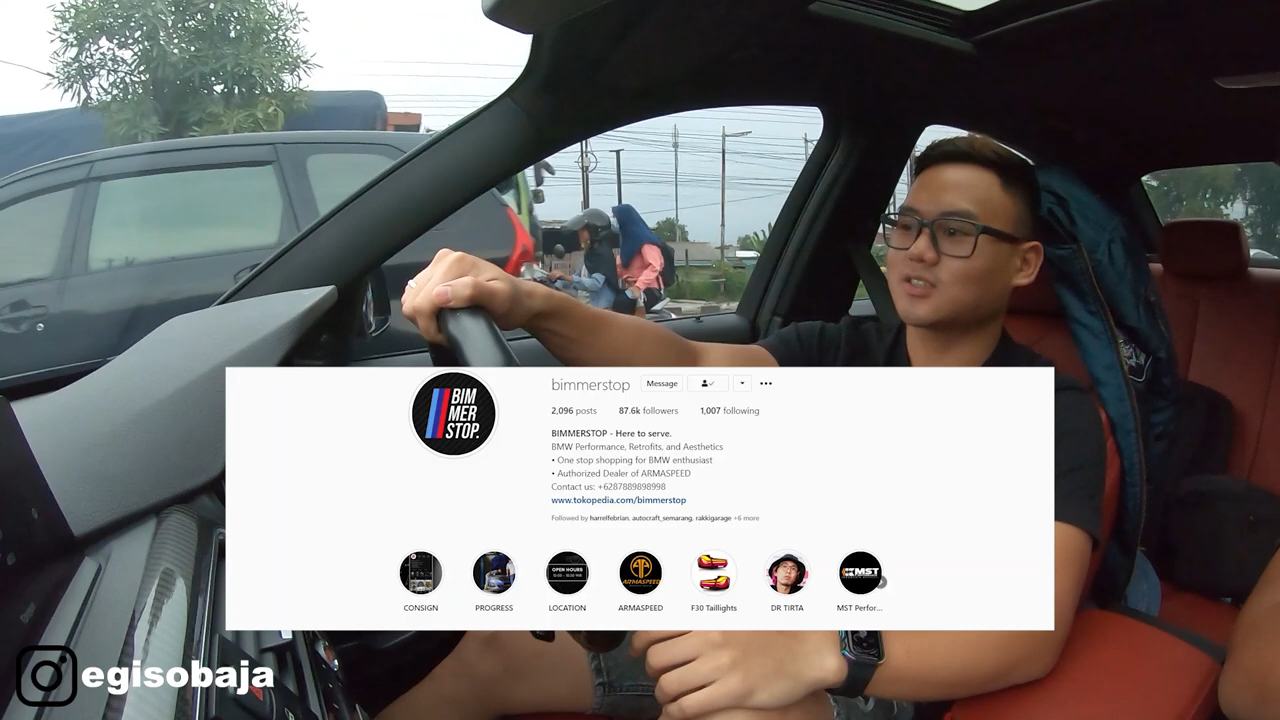 bimmerstop Message
2,096 posts 87.6k followers 1,007 following
BIMMERSTOP - Here to serve.
BMW Performance, Retrofits, and Aesthetics
• One stop shopping for BMW enthusiast
• Authorized Dealer of ARMASPEED
Contact us: +6287889898998
www.tokopedia.com/bimmerstop
Followed by harrelfebrian, autocraft_semarang, rakkigarage +6 more
BIM
MER
STOP.
OPEN HOURS
ARMASPEED
MST
CONSIGN PROGRESS LOCATION ARMASPEED F30 Taillights DR TIRTA MST Perfor...
egisobaja